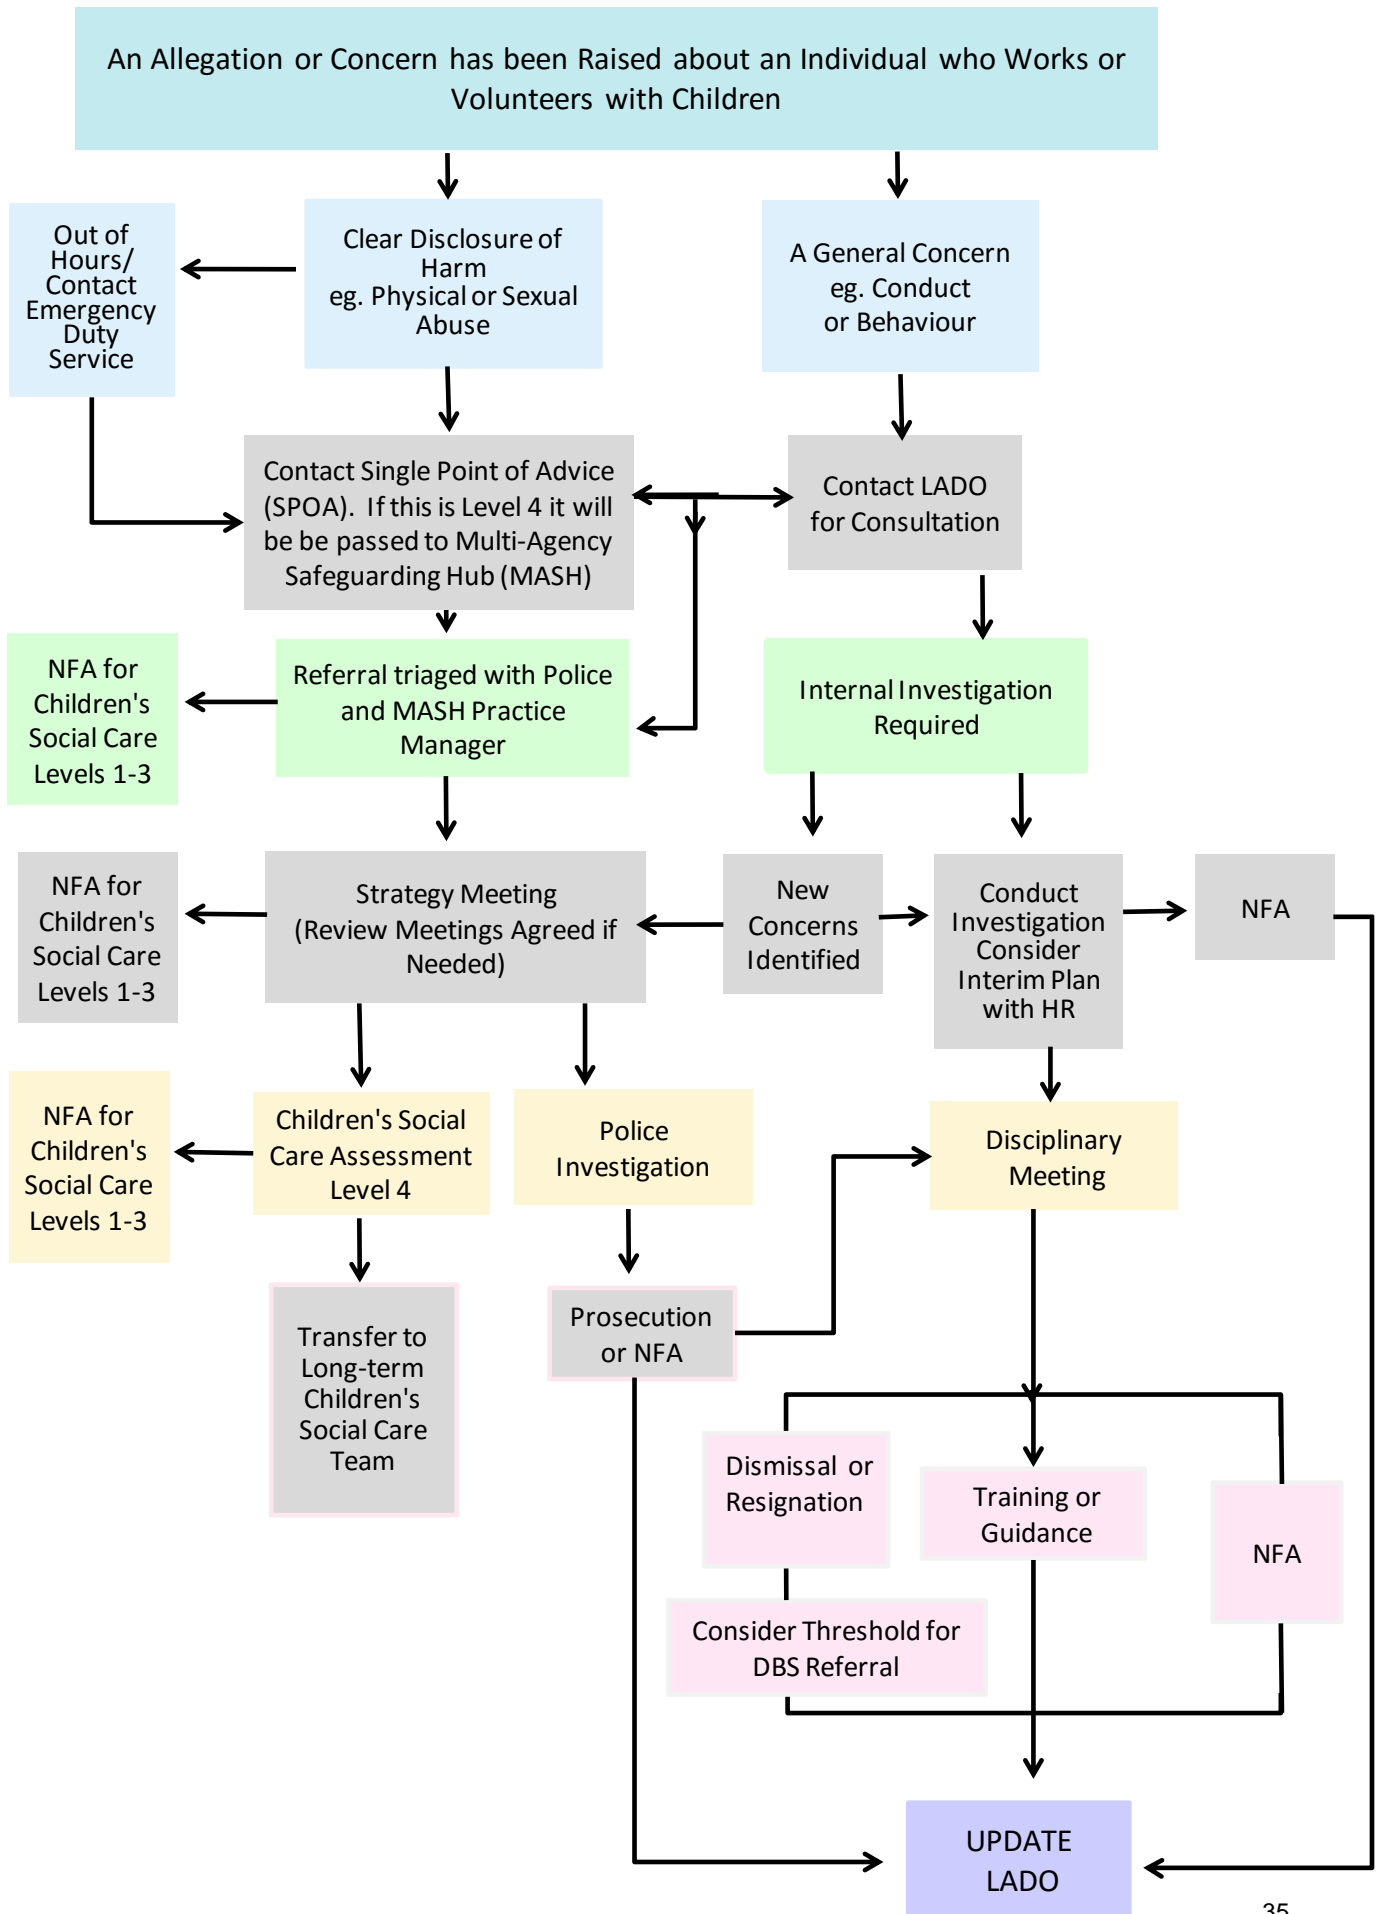 An Allegation or Concern has been Raised about an Individual who Works or
Volunteers with Children
Out of
Hours/
Contact
Emergency
Duty
Service
Clear Disclosure of
Harm
eg. Physical or Sexual
Abuse
A General Concern
eg. Conduct
or Behaviour
Contact Single Point of Advice
(SPOA). If this is Level 4 it will
be be passed to Multi-Agency
Safeguarding Hub (MASH)
Contact LADO
for Consultation
NFA for
Children's
Social Care
Levels 1-3
Referral triaged with Police
and MASH Practice
Manager
Internal Investigation
Required
NFA for
Children's
Social Care
Levels 1-3
Strategy Meeting
(Review Meetings Agreed if
Needed)
New
Concerns
Identified
Conduct
Investigation
Consider
Interim Plan
with HR
NFA
NFA for
Children's
Social Care
Levels 1-3
Children's Social
Care Assessment
Level 4
Police
Investigation
Disciplinary
Meeting
Transfer to
Long-term
Children's
Social Care
Team
Prosecution
or NFA
Dismissal or
Resignation
Training or
Guidance
NFA
Consider Threshold for
DBS Referral
UPDATE
LADO
35